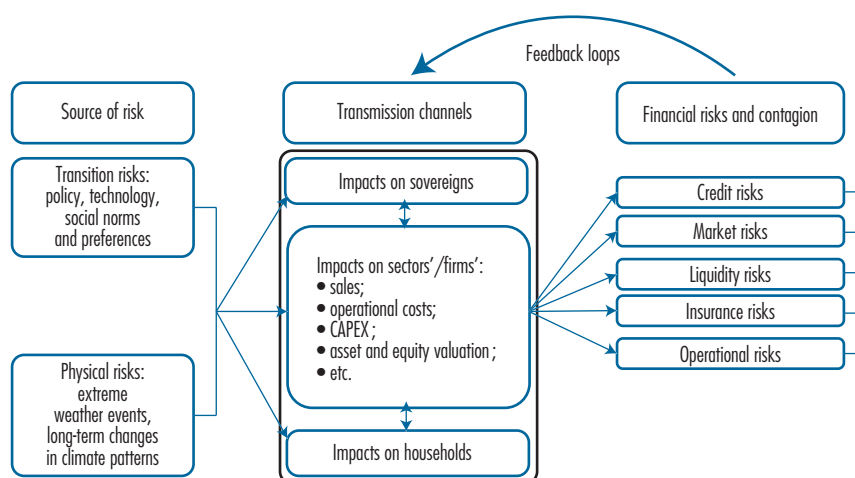 Feedback loops
Source of risk
Transmission channels
Financial risks and contagion
Transition risks:
policy, technology,
social norms
and preferences
Physical risks:
extreme
weather events,
long-term changes
in climate patterns
Impacts on sovereigns
Impacts on sectors'/firms':
• sales;
• operational costs;
• CAPEX ;
• asset and equity valuation ;
• etc.
Impacts on households
Credit risks
Market risks
Liquidity risks
Insurance risks
Operational risks